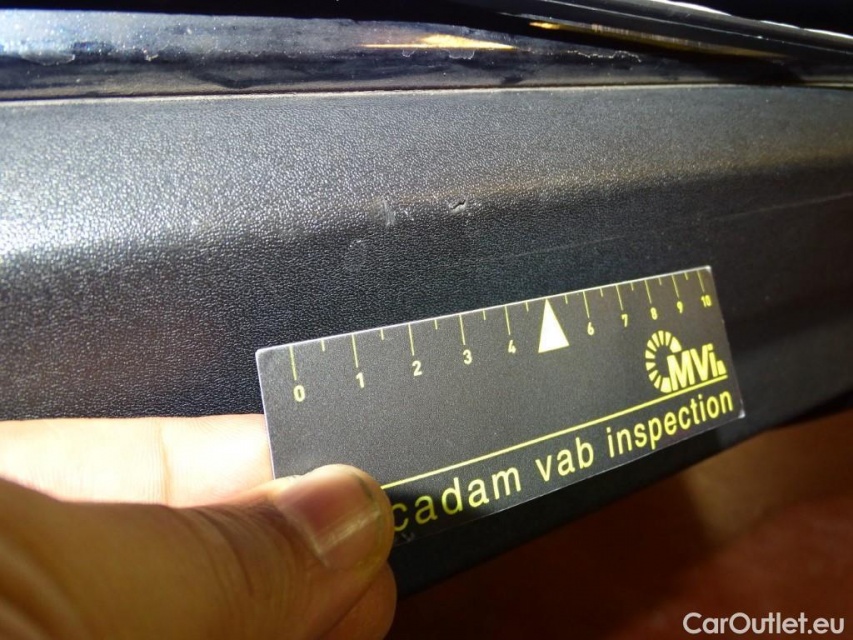 0 1 2 3 4 6 7 8 9 10
MVi
cadam vab inspection
CarOutlet.eu